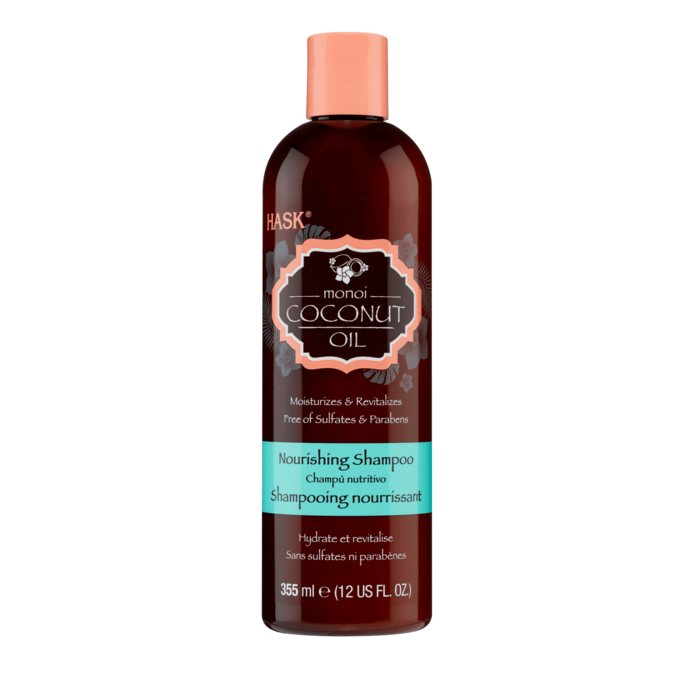 HASK®
monoi
COCONUT
OIL
Moisturizes & Revitalizes
Free of Sulfates & Parabens
Nourishing Shampoo
Champú nutritivo
Shampooing nourrissant
Hydrate et revitalise
Sans sulfates ni parabènes
355 ml ℮ (12 US FL. OZ.)